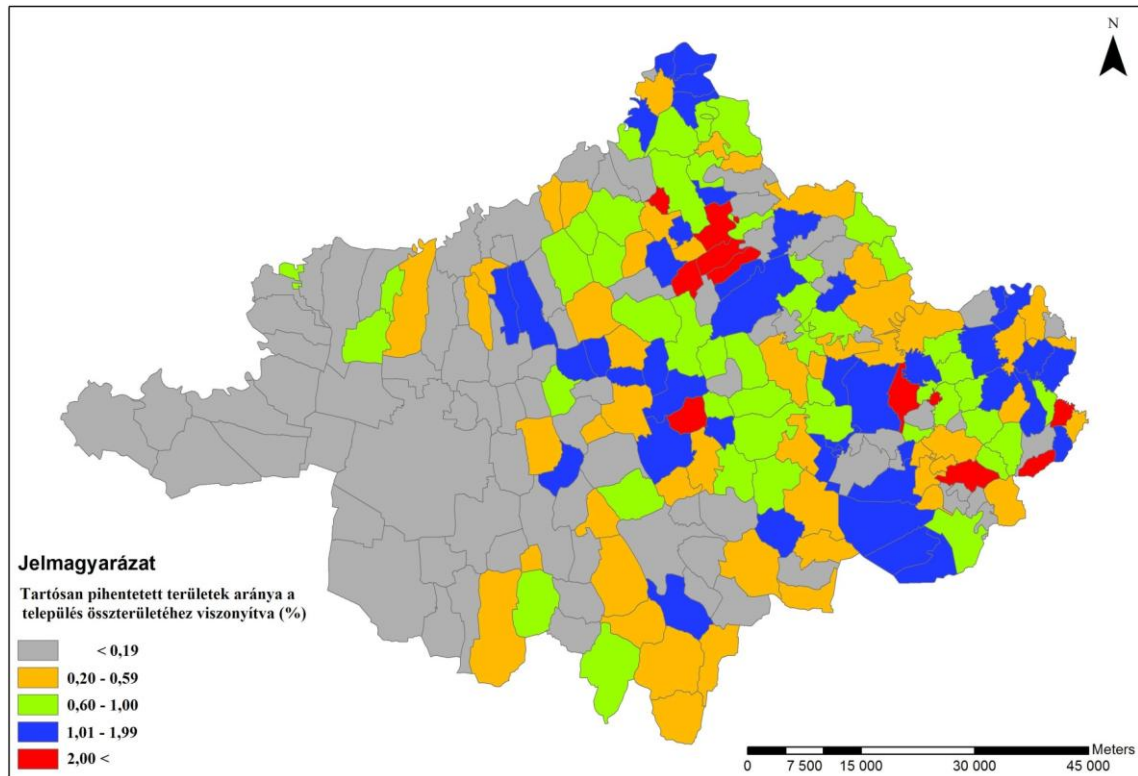 N
Jelmagyarázat
Tartósan pihentetett területek aránya a
település összterületéhez viszonyítva (%)
< 0,19
0,20 - 0,59
0,60 - 1,00
1,01 - 1,99
2,00 <
Meters
0 7 500 15 000 30 000 45 000